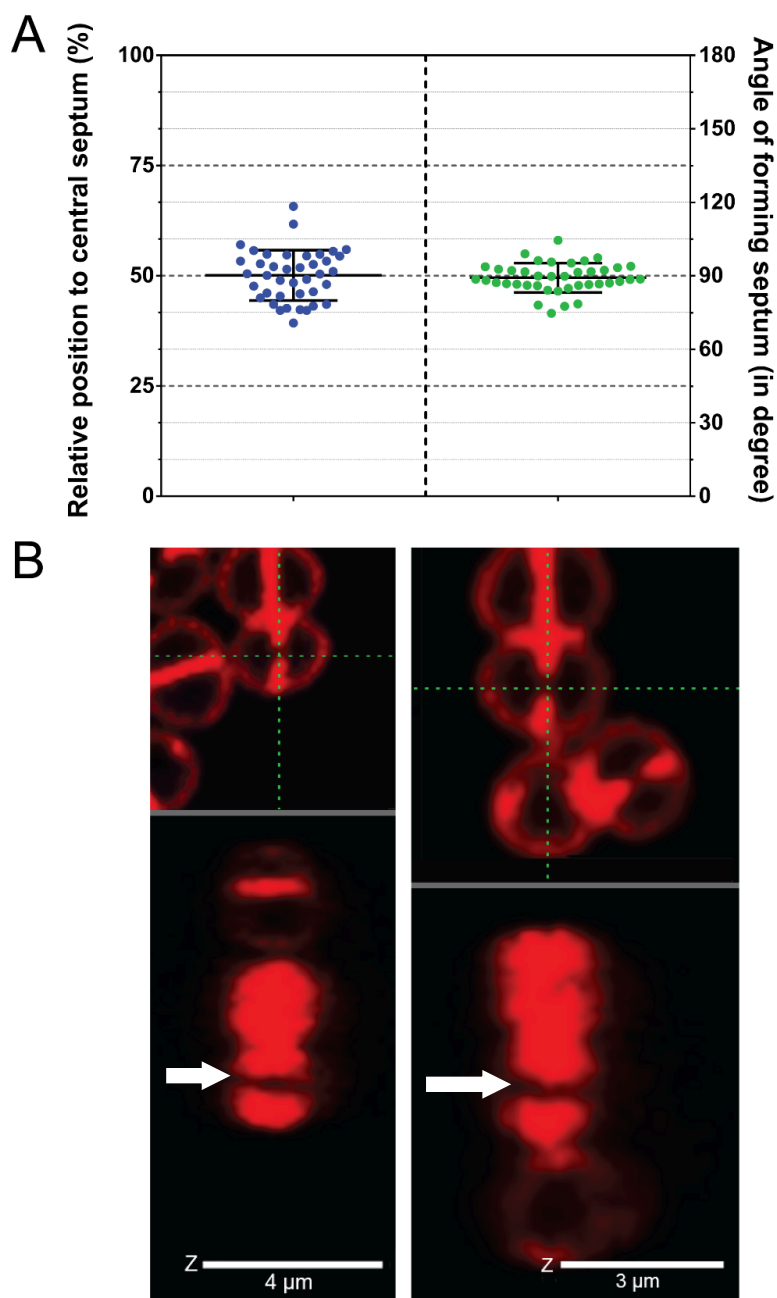 A
Relative position to central septum (%)
100
75
50
25
0
180
150
120
90
60
30
0
Angle of forming septum (in degree)
B
Z
4 µm
Z
3 µm